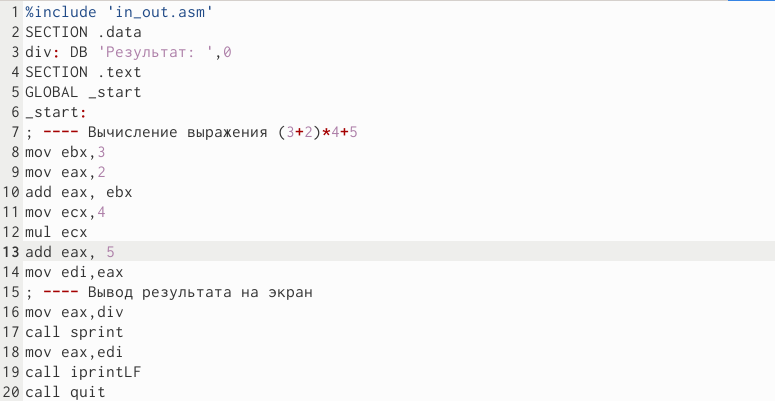 1 %include 'in_out.asm'
2 SECTION .data
3 div: DB 'Результат: ',0
4 SECTION .text
5 GLOBAL _start
6 _start:
7 ; ---- Вычисление выражения (3+2)*4+5
8 mov ebx,3
9 mov eax,2
10 add eax, ebx
11 mov ecx,4
12 mul ecx
13 add eax, 5
14 mov edi,eax
15 ; ---- Вывод результата на экран
16 mov eax,div
17 call sprint
18 mov eax,edi
19 call iprintLF
20 call quit